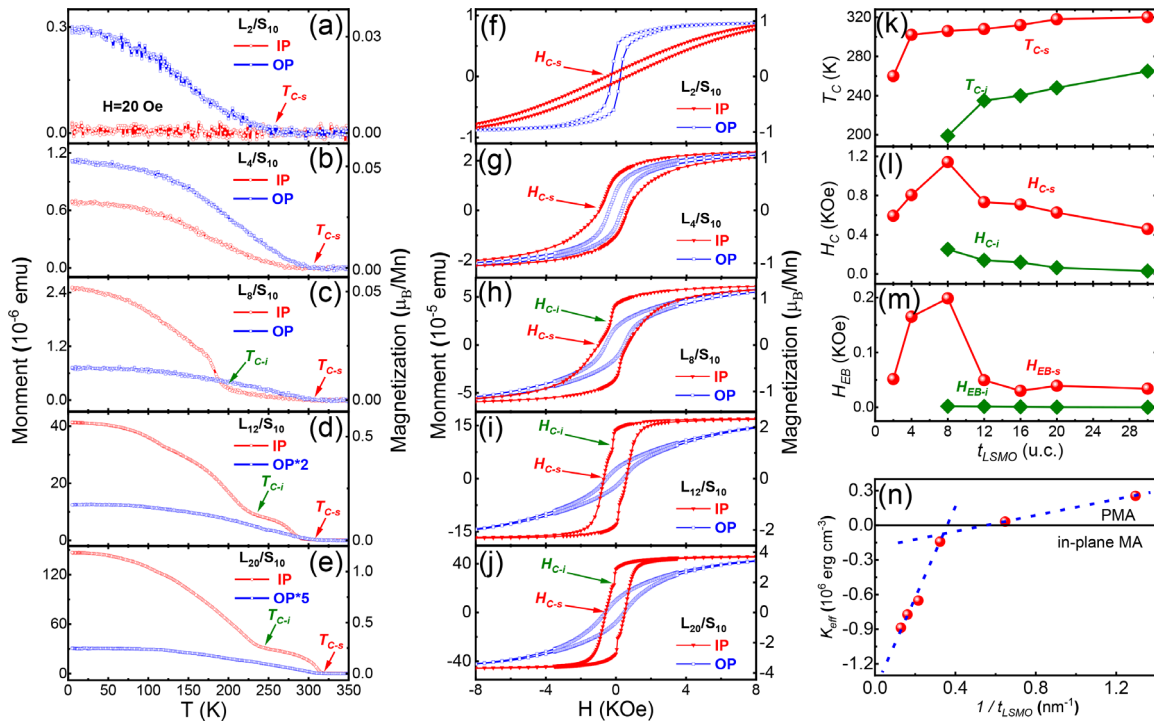 (a)
L2/S10
IP
OP
H=20 Oe
TC-s
0.3
0.0
0.03
0.00
(b)
L4/S10
IP
OP
TC-s
1.2
0.6
0.0
0.05
0.00
(c)
L8/S10
IP
OP
TC-i
TC-s
2.4
1.2
0.0
0.05
0.00
(d)
L12/S10
IP
OP*2
TC-i
TC-s
40
20
0
0.5
0.0
(e)
L20/S10
IP
OP*5
TC-i
TC-s
120
60
0
1.0
0.5
0.0
0 50 100 150 200 250 300 350
T (K)
Monment (10-6 emu)
Magnetization (μB/Mn)
(f)
HC-s
L2/S10
IP
OP
1
0
-1
1
0
-1
(g)
HC-s
L4/S10
IP
OP
2
0
-2
1
0
-1
(h)
HC-i
HC-s
L8/S10
IP
OP
5
0
-5
1
0
-1
(i)
HC-i
HC-s
L12/S10
IP
OP
15
0
-15
2
0
-2
(j)
HC-i
HC-s
L20/S10
IP
OP
40
0
-40
4
2
0
-2
-4
-8 -4 0 4 8
H (KOe)
Monment (10-5 emu)
Magnetization (μB/Mn)
(k)
TC-s
TC-i
320
280
240
200
TC (K)
(l)
HC-s
HC-i
1.2
0.8
0.4
0.0
HC (KOe)
(m)
HEB-s
HEB-i
0.2
0.1
0.0
HEB (KOe)
4 8 12 16 20 24 28
tLSMO (u.c.)
(n)
PMA
in-plane MA
0.3
0.0
-0.3
-0.6
-0.9
-1.2
Keff (106 erg cm-3)
0.0 0.4 0.8 1.2
1 / tLSMO (nm-1)